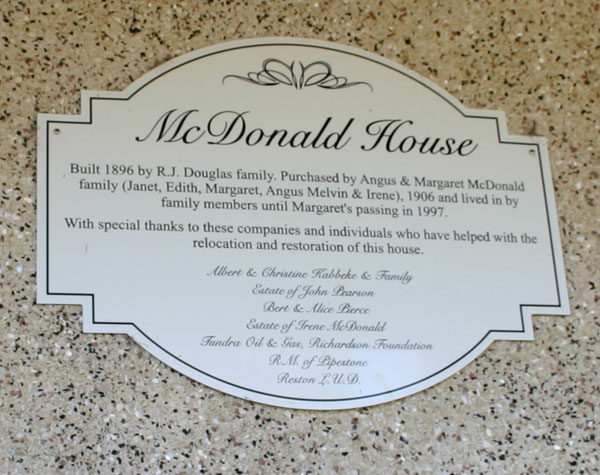 McDonald House
Built 1896 by R.J. Douglas family. Purchased by Angus & Margaret McDonald
family (Janet, Edith, Margaret, Angus Melvin & Irene), 1906 and lived in by
family members until Margaret's passing in 1997.
With special thanks to these companies and individuals who have helped with the
relocation and restoration of this house.
Albert & Christine Kabbeke & Family
Estate of John Pearson
Bert & Alice Pierce
Estate of Irene McDonald
Tundra Oil & Gas, Richardson Foundation
R.M. of Pipestone
Reston L.U.D.